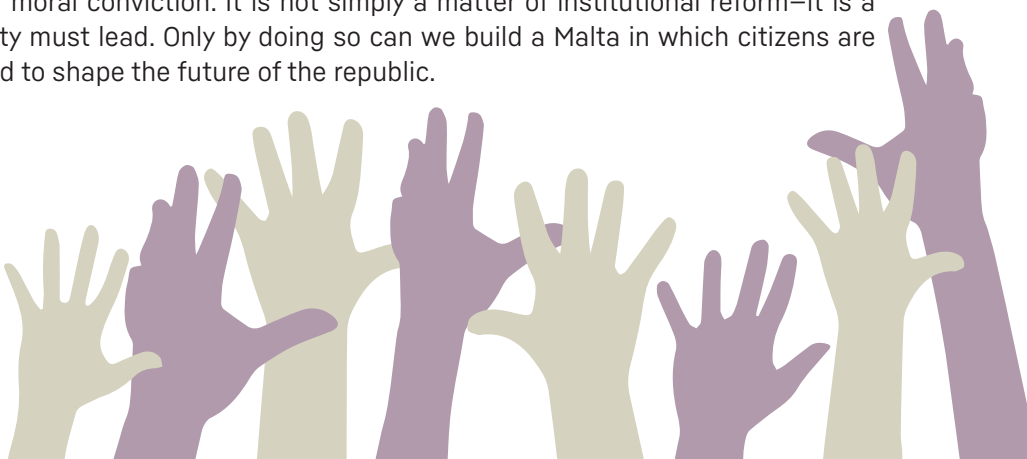 moral conviction. It is not simply a matter of institutional reform–it is a
ty must lead. Only by doing so can we build a Malta in which citizens are
d to shape the future of the republic.